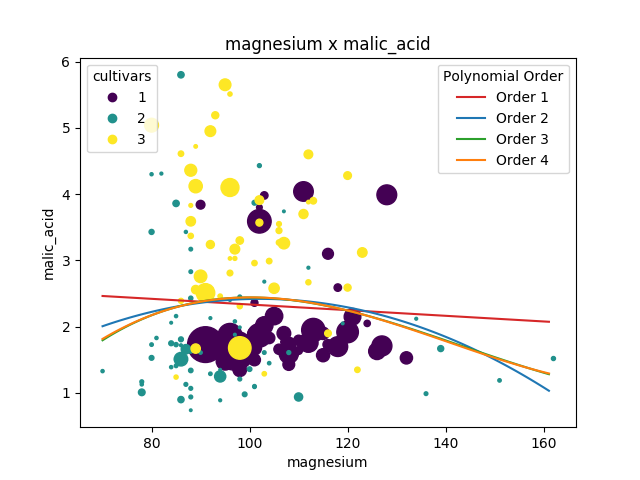 magnesium x malic_acid
cultivars
1
2
3
Polynomial Order
Order 1
Order 2
Order 3
Order 4
malic_acid
6
5
4
3
2
1
80 100 120 140 160
magnesium